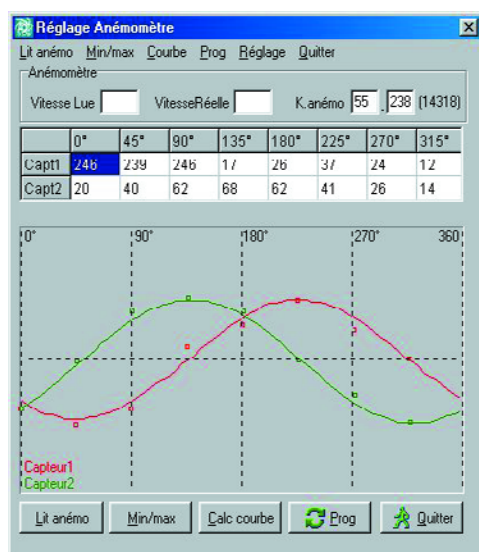 Réglage Anémomètre
Lit anémo Min/max Courbe Prog Réglage Quitter
Anémomètre
Vitesse Lue VitesseRéelle K.anémo 55 . 238 (14318)
0° 45° 90° 135° 180° 225° 270° 315°
Capt1 246 239 246 17 26 37 24 12
Capt2 20 40 62 68 62 41 26 14
0° 90° 180° 270° 360
Capteur1
Capteur2
Lit anémo Min/max Calc courbe Prog Quitter